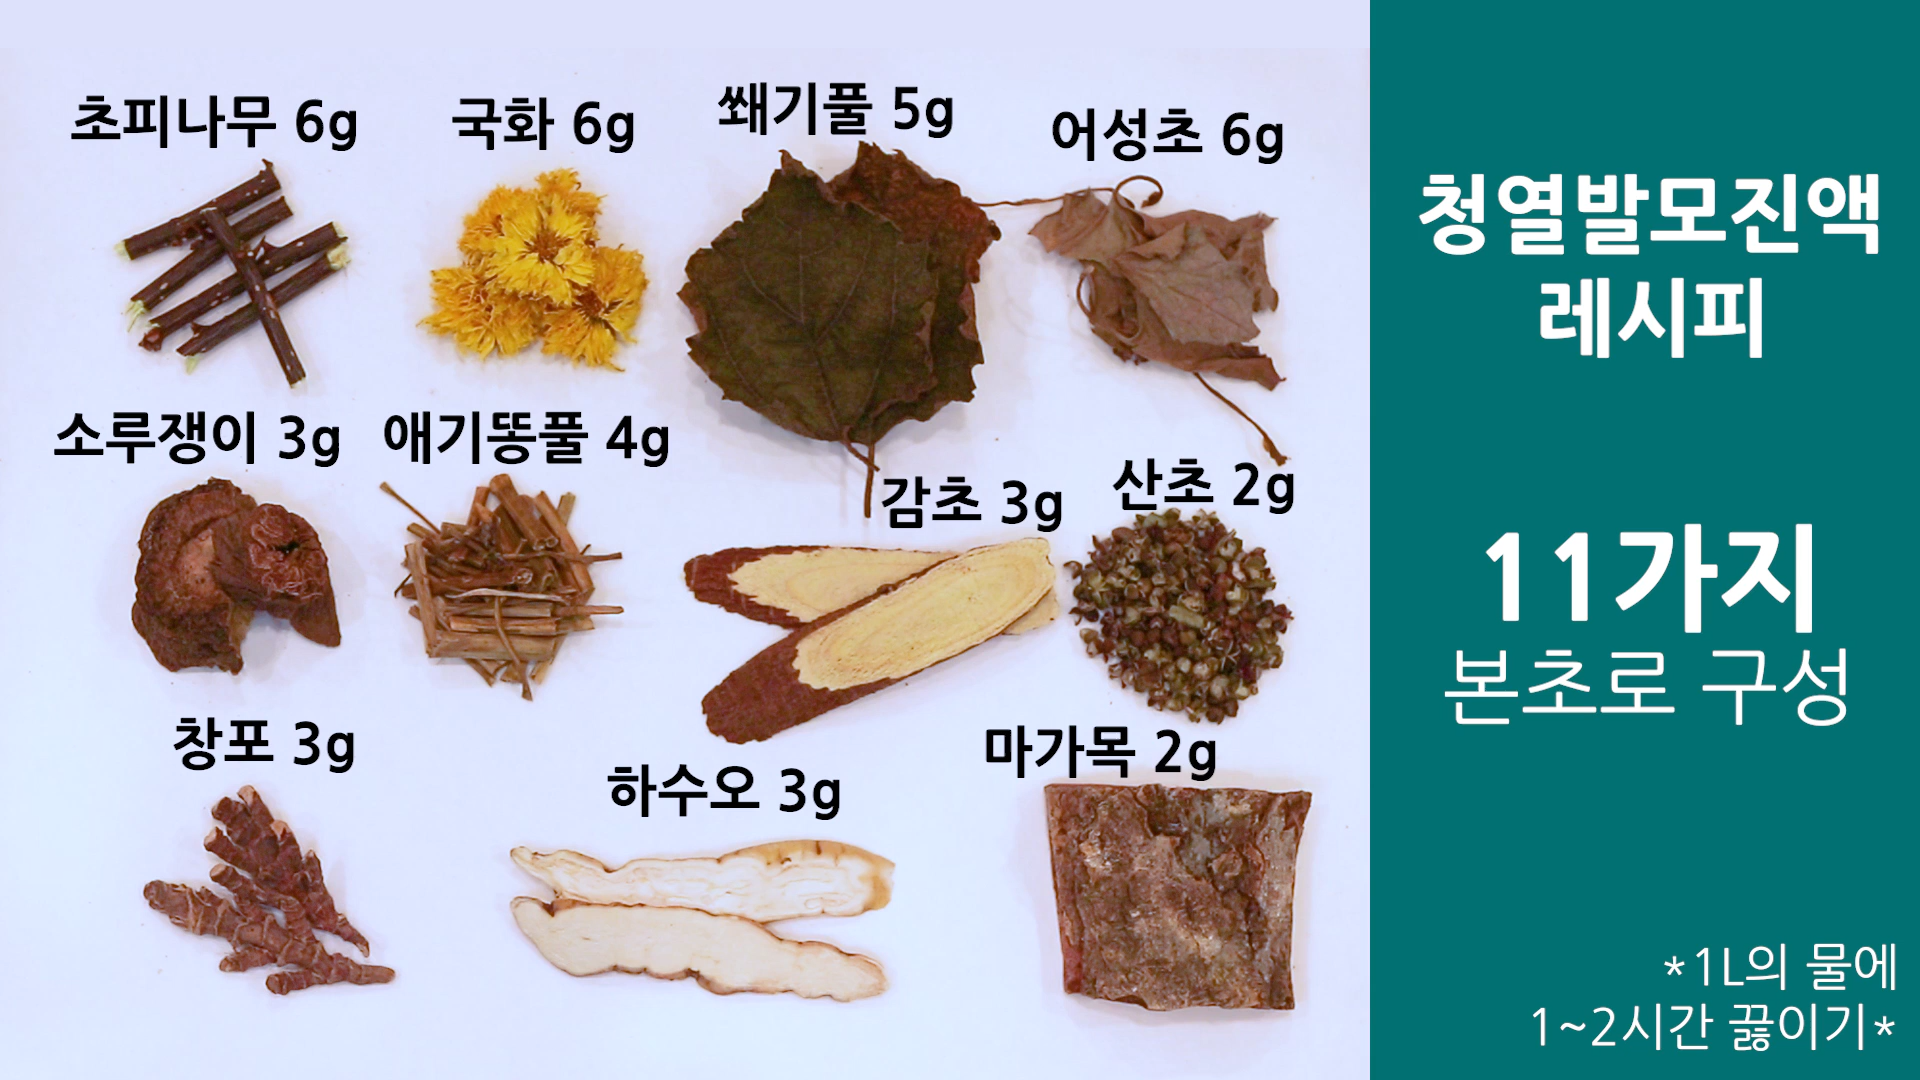 초피나무 6g
국화 6g
쐐기풀 5g
어성초 6g
소루쟁이 3g
애기똥풀 4g
감초 3g
산초 2g
창포 3g
하수오 3g
마가목 2g
청열발모진액
레시피
11가지
본초로 구성
*1L의 물에
1~2시간 끓이기*